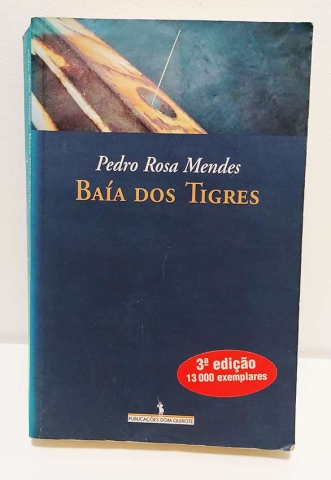 Pedro Rosa Mendes
BAÍA DOS TIGRES
3ª edição
13 000 exemplares
PUBLICAÇÕES DOM QUIXOTE